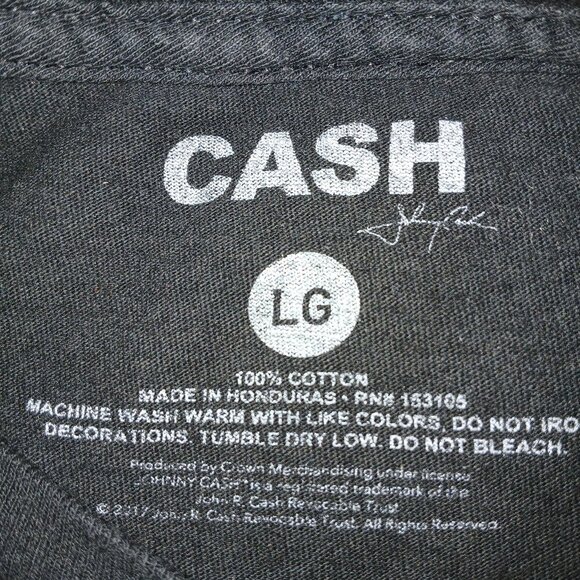 CASH
Johnny Cash
LG
100% COTTON
MADE IN HONDURAS • RN# 153105
MACHINE WASH WARM WITH LIKE COLORS, DO NOT IRO
DECORATIONS. TUMBLE DRY LOW. DO NOT BLEACH.
Produced by Crown Merchandising under license.
JOHNNY CASH™ is a registered trademark of the
John R. Cash Revocable Trust
© 2017 John R. Cash Revocable Trust. All Rights Reserved.